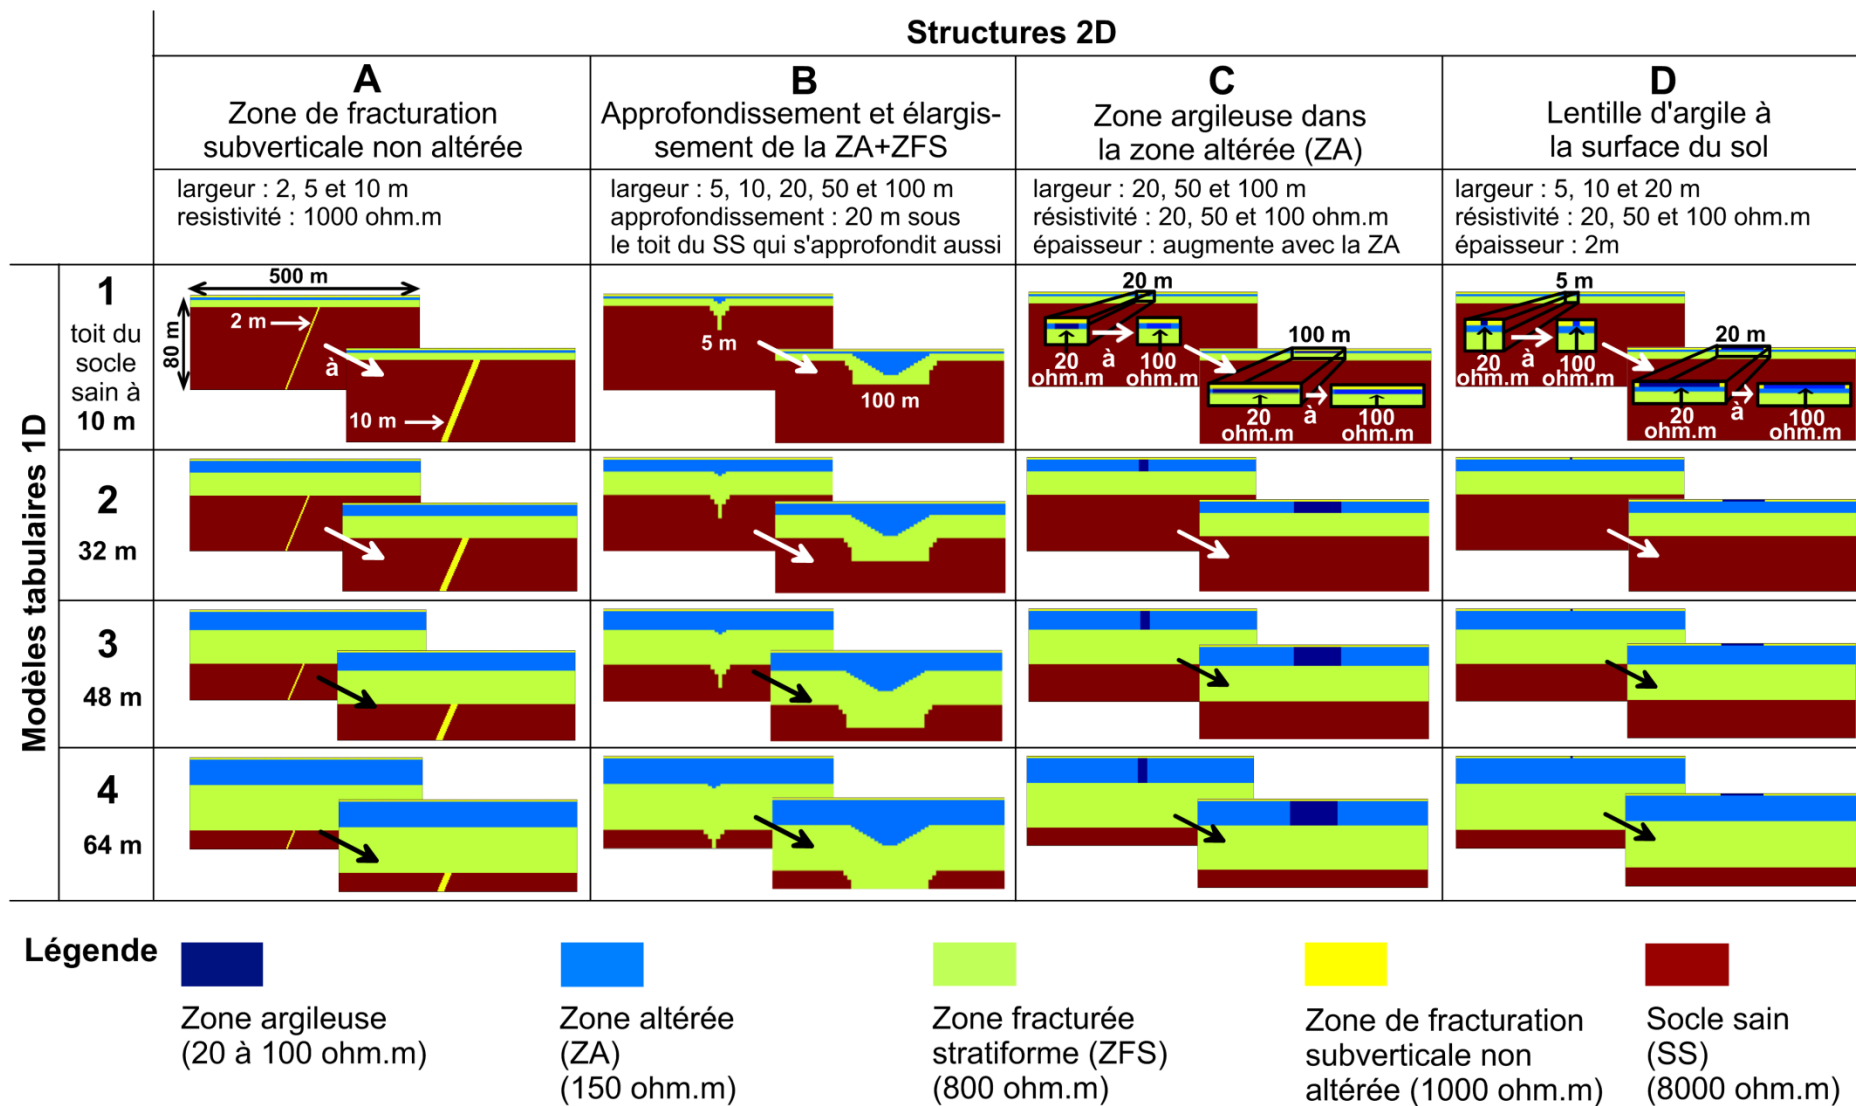 Structures 2D
A
Zone de fracturation
subverticale non altérée
B
Approfondissement et élargis-
sement de la ZA+ZFS
C
Zone argileuse dans
la zone altérée (ZA)
D
Lentille d'argile à
la surface du sol
largeur : 2, 5 et 10 m
resistivité : 1000 ohm.m
largeur : 5, 10, 20, 50 et 100 m
approfondissement : 20 m sous
le toit du SS qui s'approfondit aussi
largeur : 20, 50 et 100 m
résistivité : 20, 50 et 100 ohm.m
épaisseur : augmente avec la ZA
largeur : 5, 10 et 20 m
résistivité : 20, 50 et 100 ohm.m
épaisseur : 2m
Modèles tabulaires 1D
1
toit du
socle
sain à
10 m
500 m
80 m
2 m
à
10 m
5 m
100 m
20 m
20
ohm.m
à
100
ohm.m
100 m
20
ohm.m
à
100
ohm.m
5 m
20
ohm.m
à
100
ohm.m
20 m
20
ohm.m
à
100
ohm.m
2
32 m
3
48 m
4
64 m
Légende
Zone argileuse
(20 à 100 ohm.m)
Zone altérée
(ZA)
(150 ohm.m)
Zone fracturée
stratiforme (ZFS)
(800 ohm.m)
Zone de fracturation
subverticale non
altérée (1000 ohm.m)
Socle sain
(SS)
(8000 ohm.m)